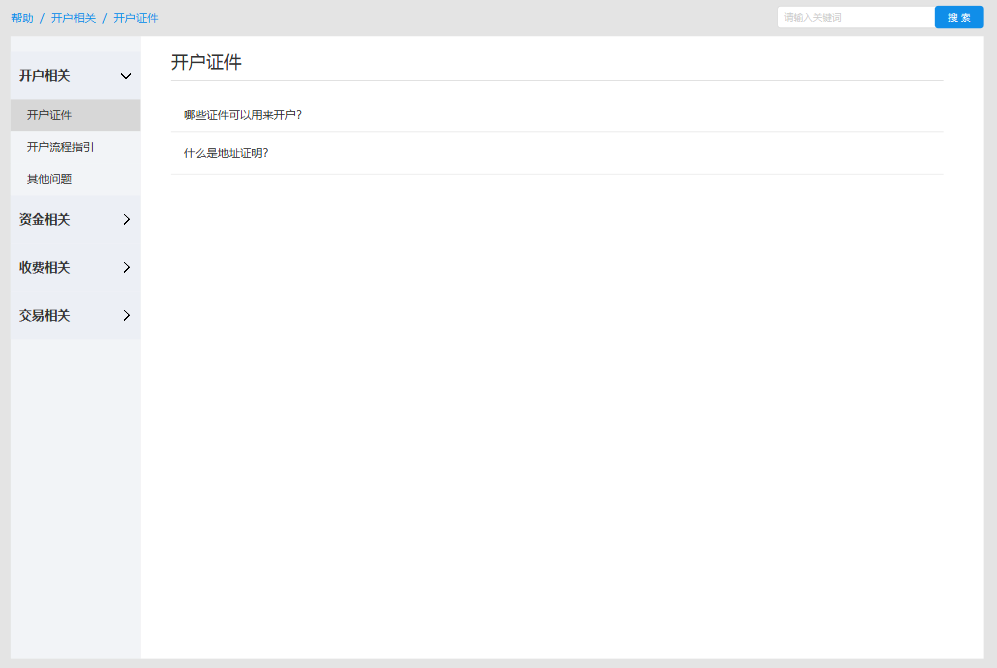 帮助 / 开户相关 / 开户证件
请输入关键词
搜 索
开户相关
开户证件
开户流程指引
其他问题
资金相关
收费相关
交易相关
开户证件
哪些证件可以用来开户?
什么是地址证明?